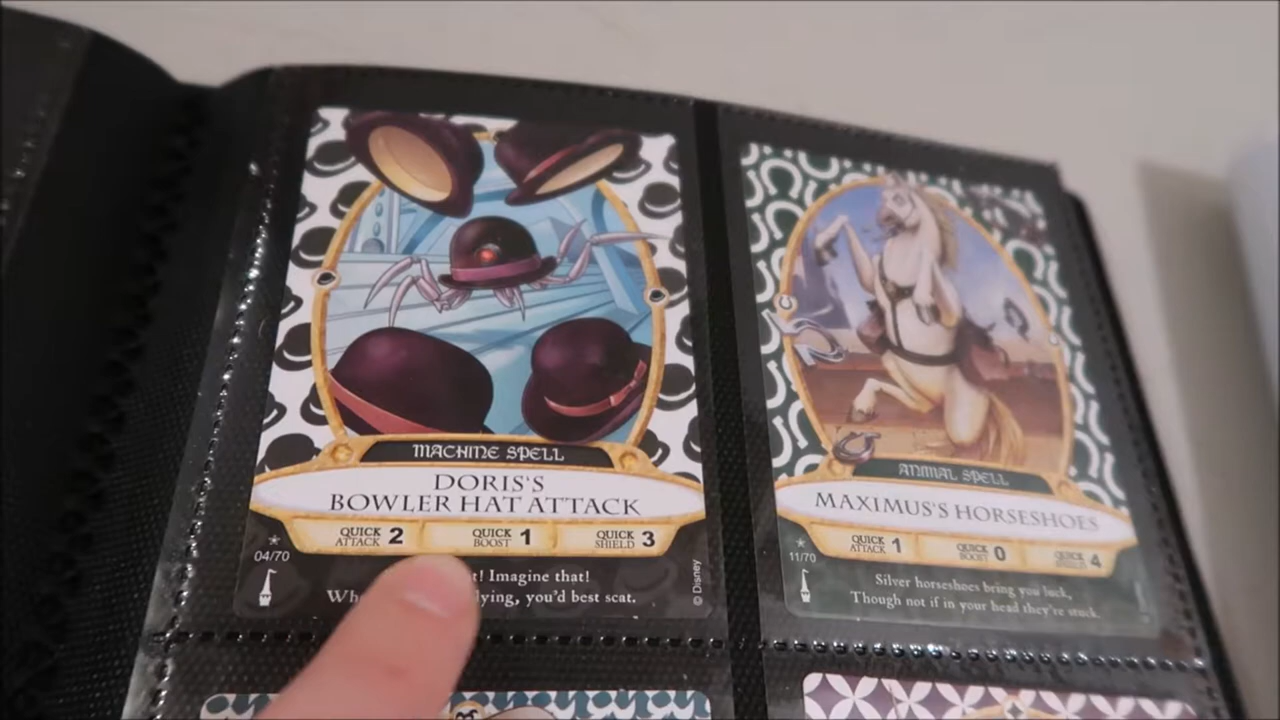 MACHINE SPELL
DORIS'S
BOWLER HAT ATTACK
QUICK ATTACK 2 QUICK BOOST 1 QUICK SHIELD 3
04/70
t! Imagine that!
lying, you'd best scat.
© Disney
ANIMAL SPELL
MAXIMUS'S HORSESHOES
QUICK ATTACK 1 QUICK BOOST 0 QUICK SHIELD 4
11/70
Silver horseshoes bring you luck,
Though not if in your head they're stuck.